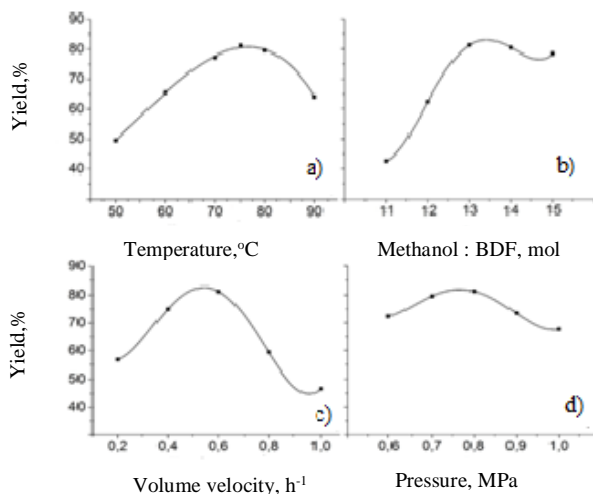 Yield,%
90
80
70
60
50
40
50 60 70 75 80 90
a)
Temperature,°C
11 12 13 14 15
b)
Methanol : BDF, mol
Yield,%
90
80
70
60
50
40
0,2 0,4 0,6 0,8 1,0
c)
Volume velocity, h-1
0,6 0,7 0,8 0,9 1,0
d)
Pressure, MPa